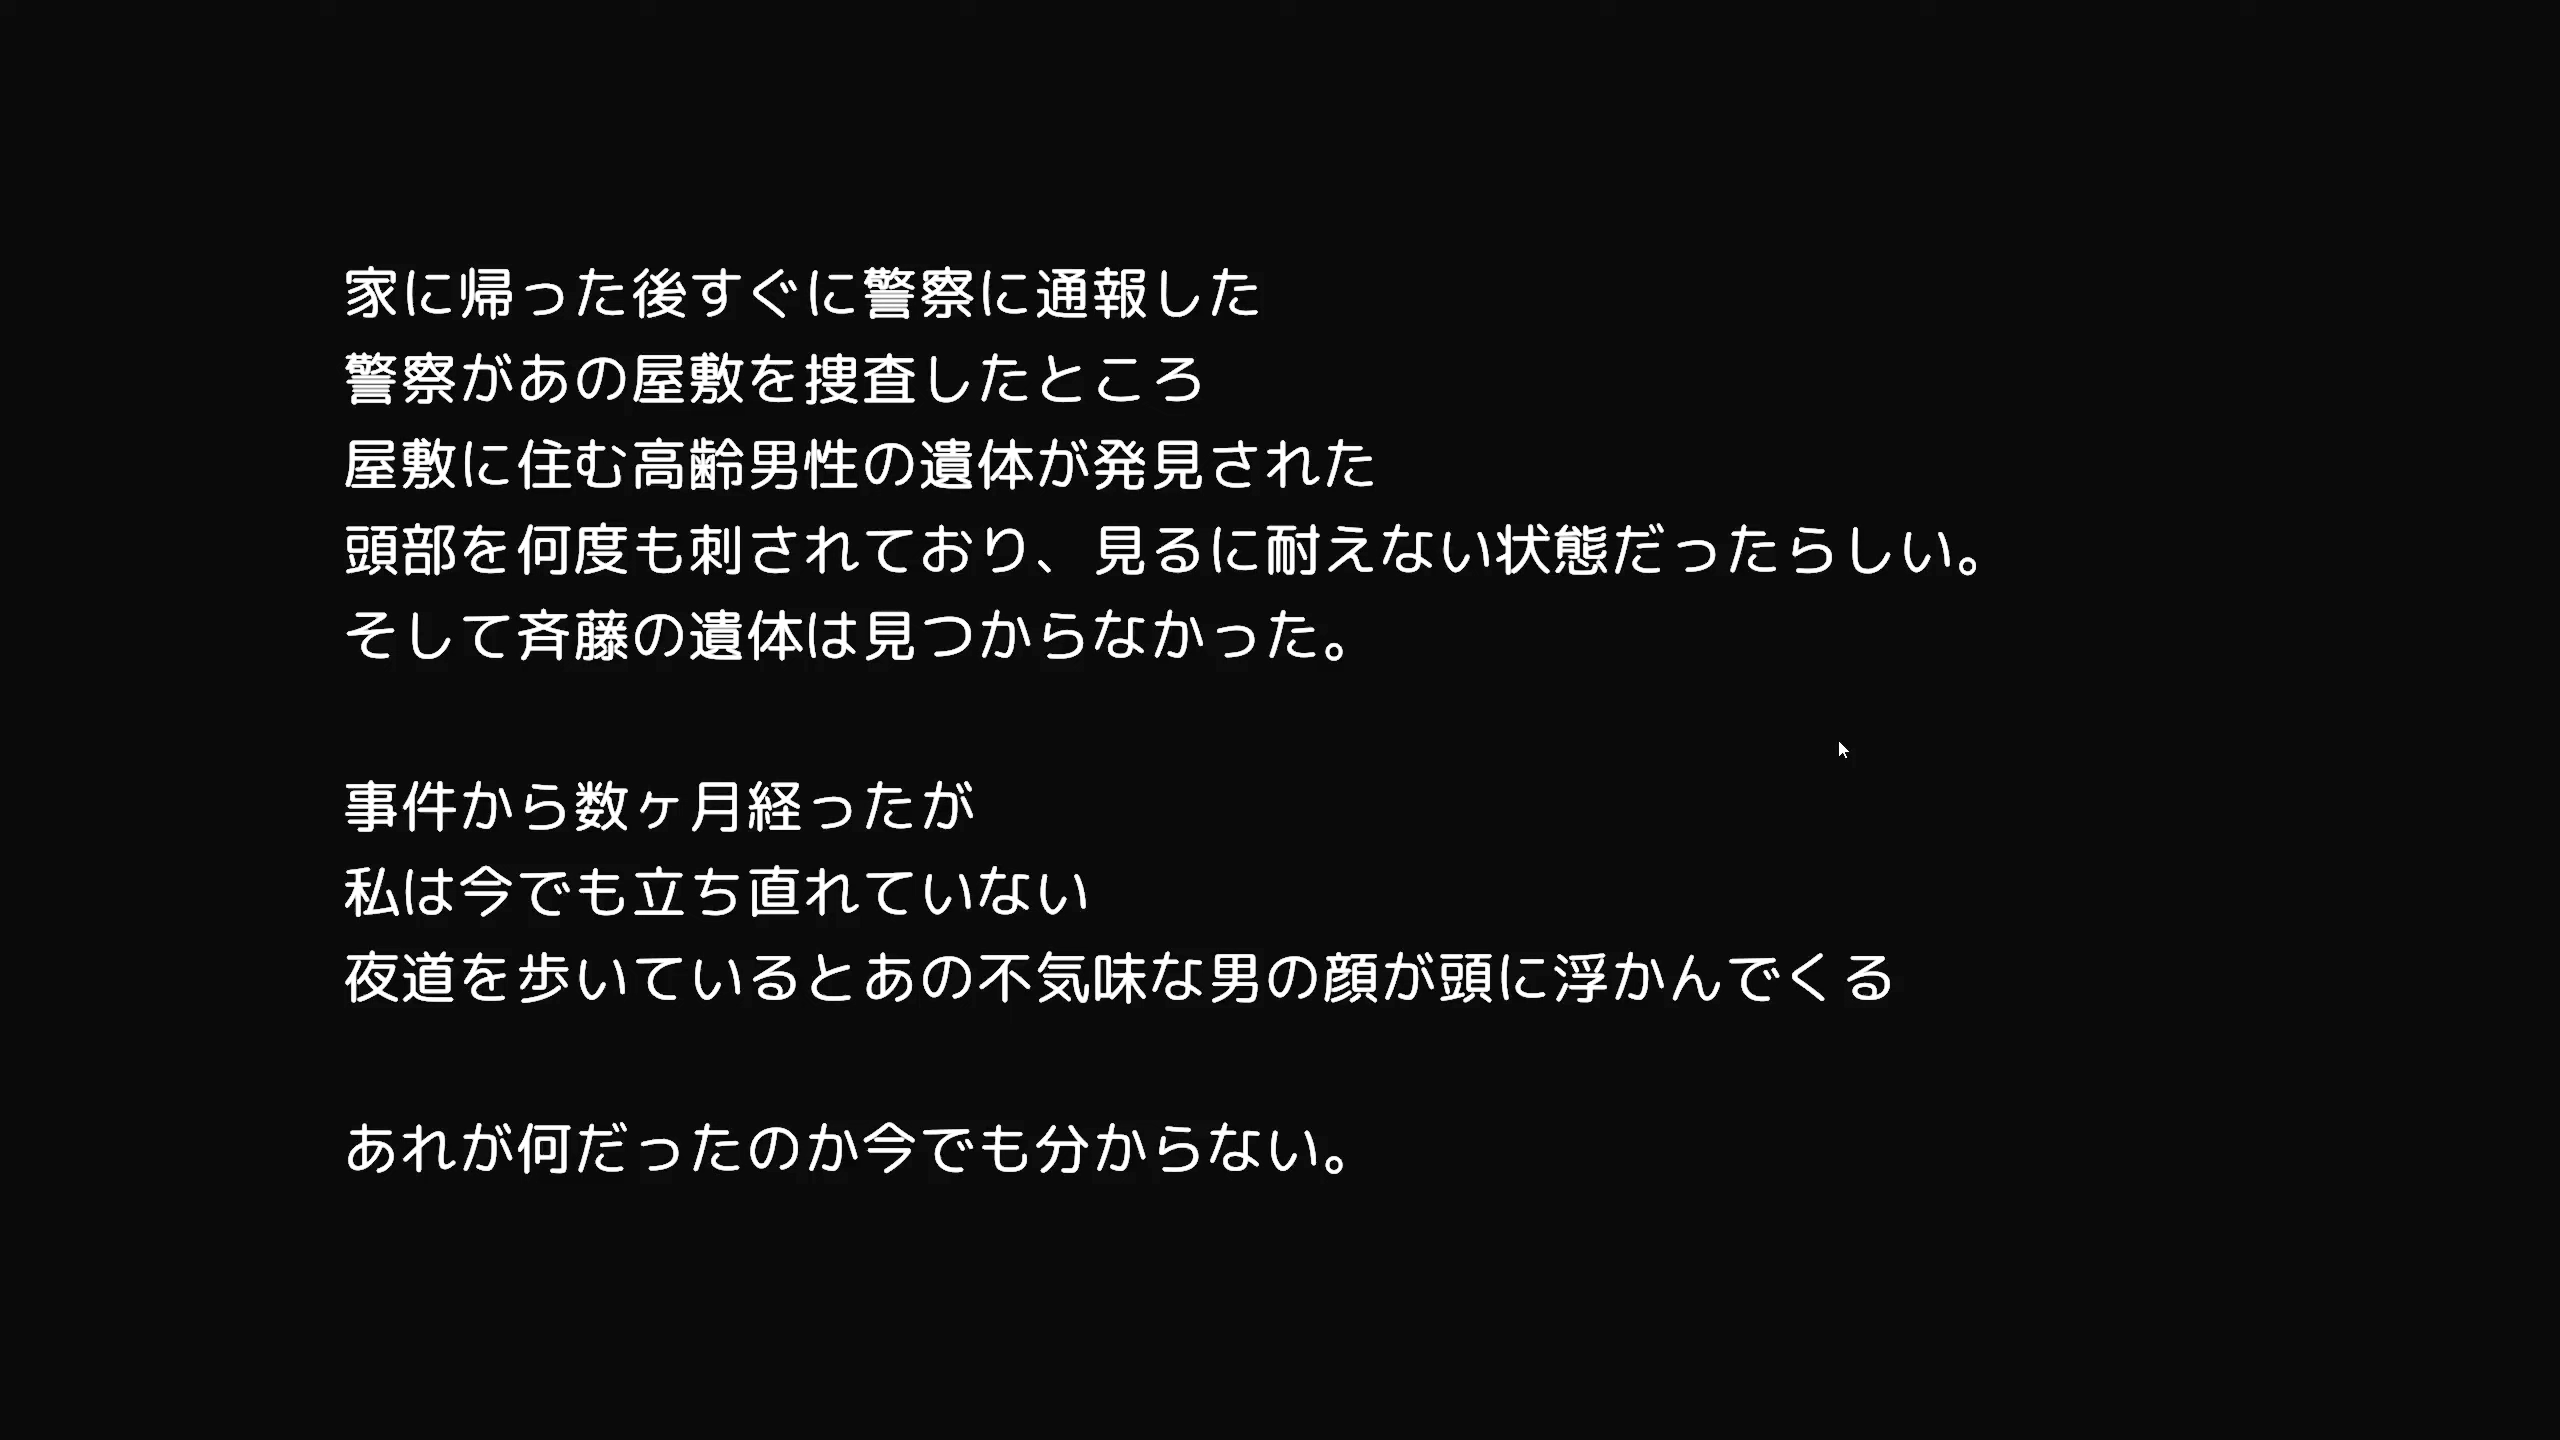 家に帰った後すぐに警察に通報した
警察があの屋敷を捜査したところ
屋敷に住む高齢男性の遺体が発見された
頭部を何度も刺されており、見るに耐えない状態だったらしい。
そして斉藤の遺体は見つからなかった。
事件から数ヶ月経ったが
私は今でも立ち直れていない
夜道を歩いているとあの不気味な男の顔が頭に浮かんでくる
あれが何だったのか今でも分からない。